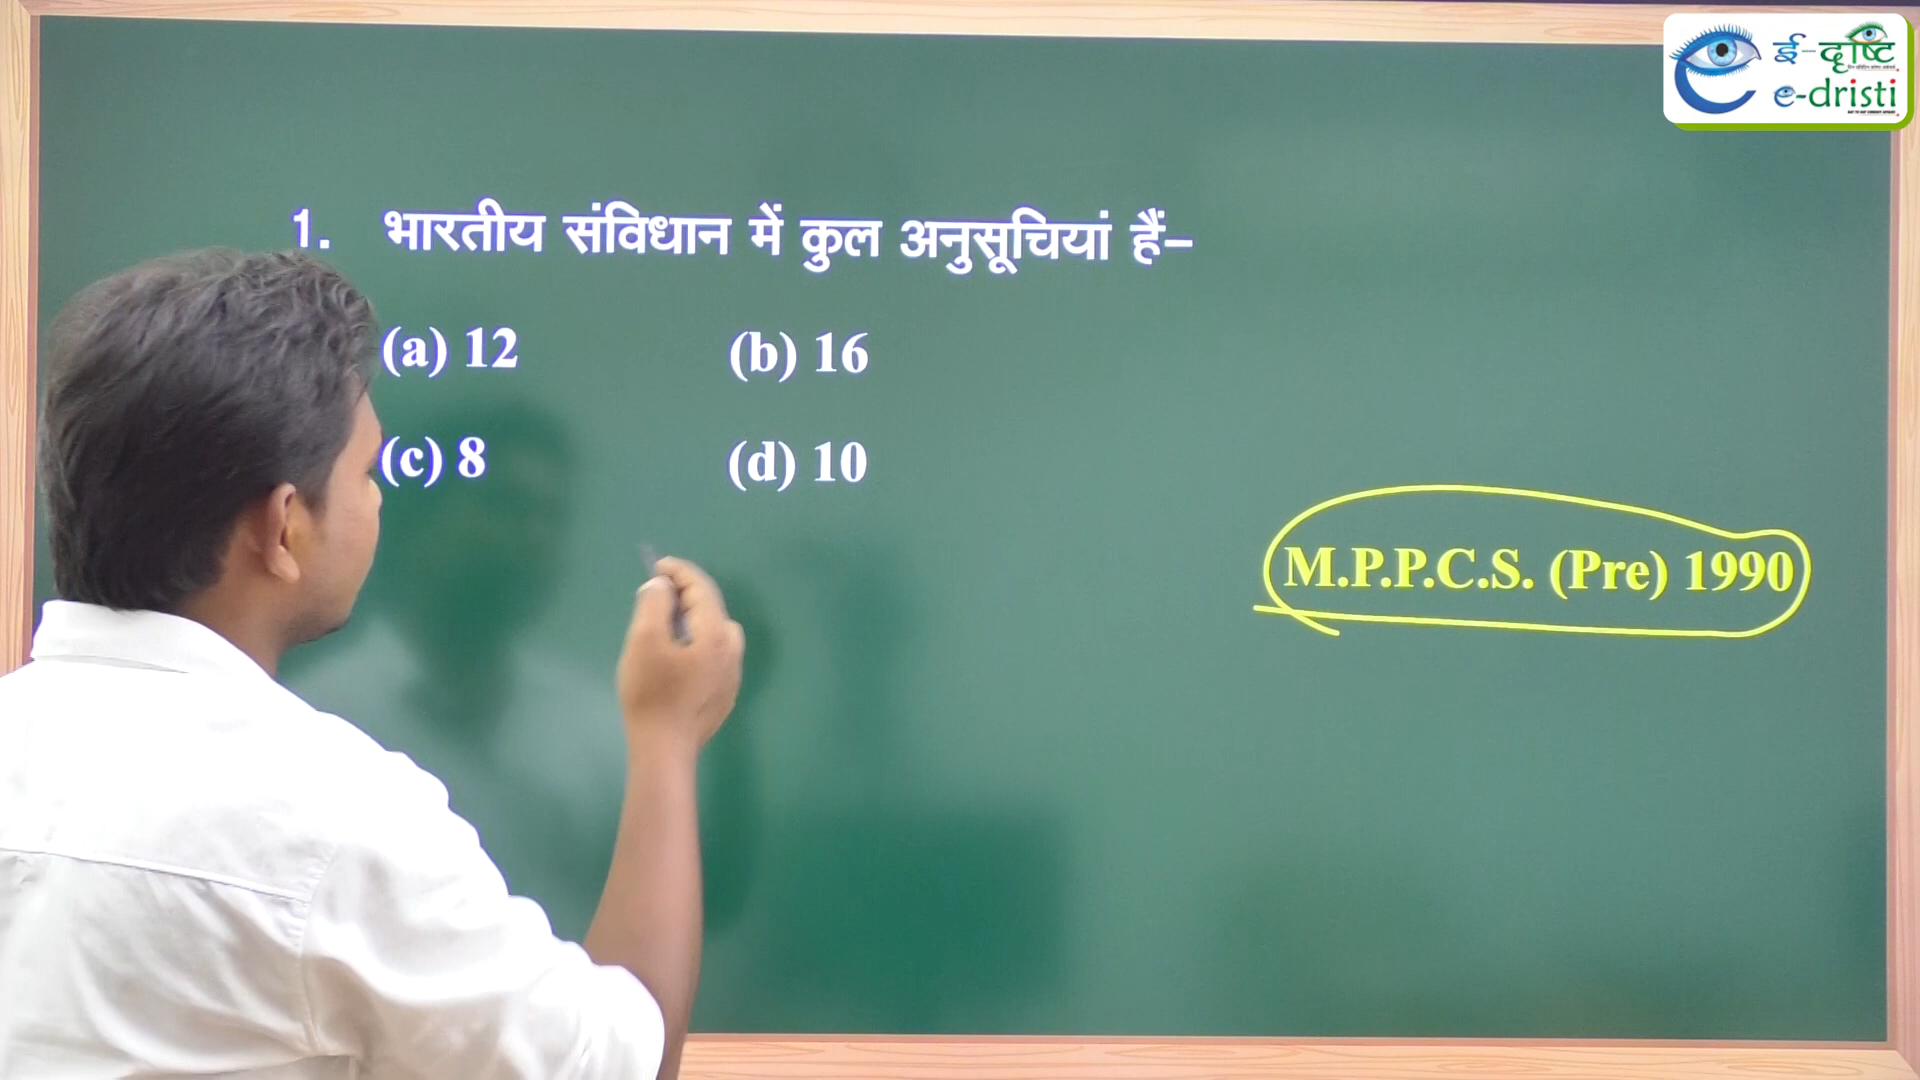 ई-दृष्टि
e-dristi
1. भारतीय संविधान में कुल अनुसूचियां हैं–
(a) 12 (b) 16
(c) 8 (d) 10
M.P.P.C.S. (Pre) 1990